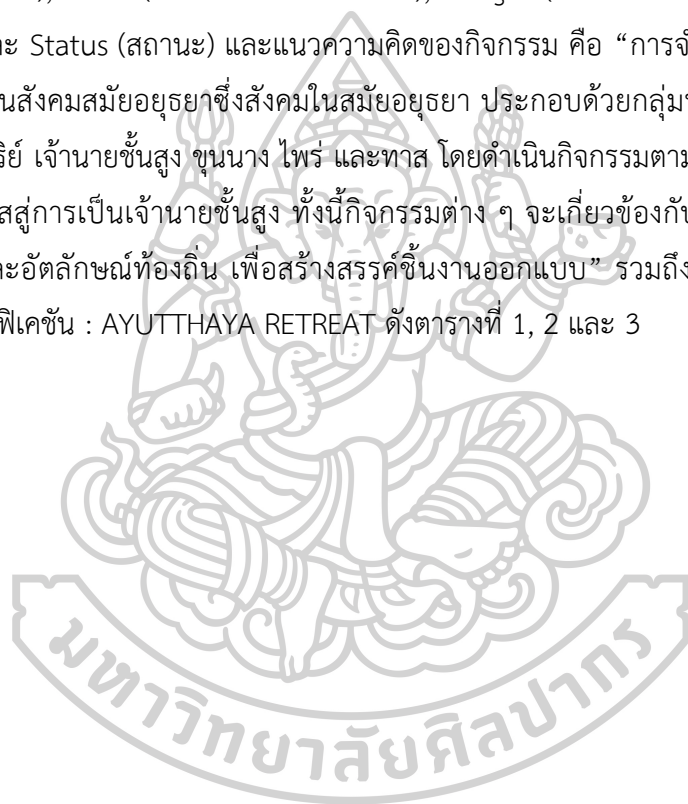 ะ Status (สถานะ) และแนวความคิดของกิจกรรม คือ “การจั
นสังคมสมัยอยุธยาซึ่งสังคมในสมัยอยุธยา ประกอบด้วยกลุ่ม
ริย์ เจ้านายชั้นสูง ขุนนาง ไพร่ และทาส โดยดำเนินกิจกรรมตาม
สสู่การเป็นเจ้านายชั้นสูง ทั้งนี้กิจกรรมต่าง ๆ จะเกี่ยวข้องกั
ะอัตลักษณ์ท้องถิ่น เพื่อสร้างสรรค์ชิ้นงานออกแบบ” รวมถึง
ฟิเคชัน : AYUTTHAYA RETREAT ดังตารางที่ 1, 2 และ 3
มหาวิทยาลัยศิลปากร